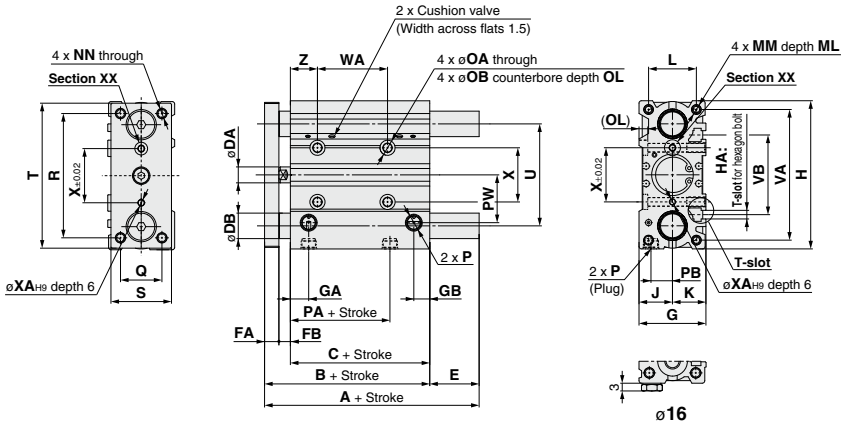 2 x Cushion valve
(Width across flats 1.5)
4 x NN through
Section XX
Z
WA
4 x øOA through
4 x øOB counterbore depth OL
L
4 x MM depth ML
Section XX
(OL)
T
R
X±0.02
øDA
øDB
PW
X
U
X±0.02
HA:
T-slot for hexagon bolt
VB
VA
H
Q
S
øXAH9 depth 6
2 x P
GA
GB
PA + Stroke
FA
FB
C + Stroke
B + Stroke
E
A + Stroke
2 x P
(Plug)
PB
J
K
G
T-slot
øXAH9 depth 6
3
ø16